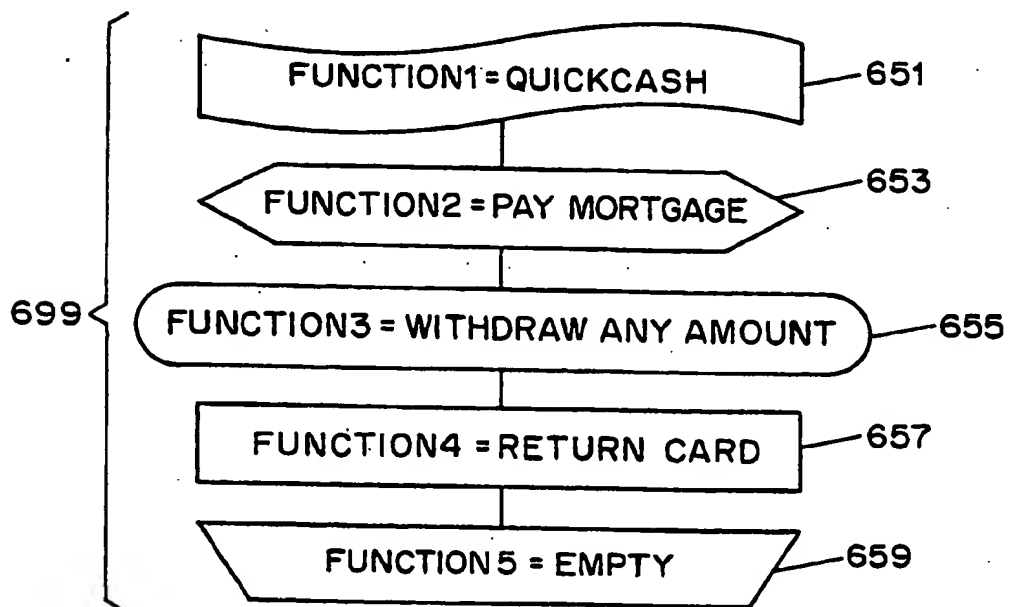 FUNCTION1 = QUICKCASH
651
FUNCTION2 = PAY MORTGAGE
653
699
FUNCTION3 = WITHDRAW ANY AMOUNT
655
FUNCTION4 = RETURN CARD
657
FUNCTION5 = EMPTY
659